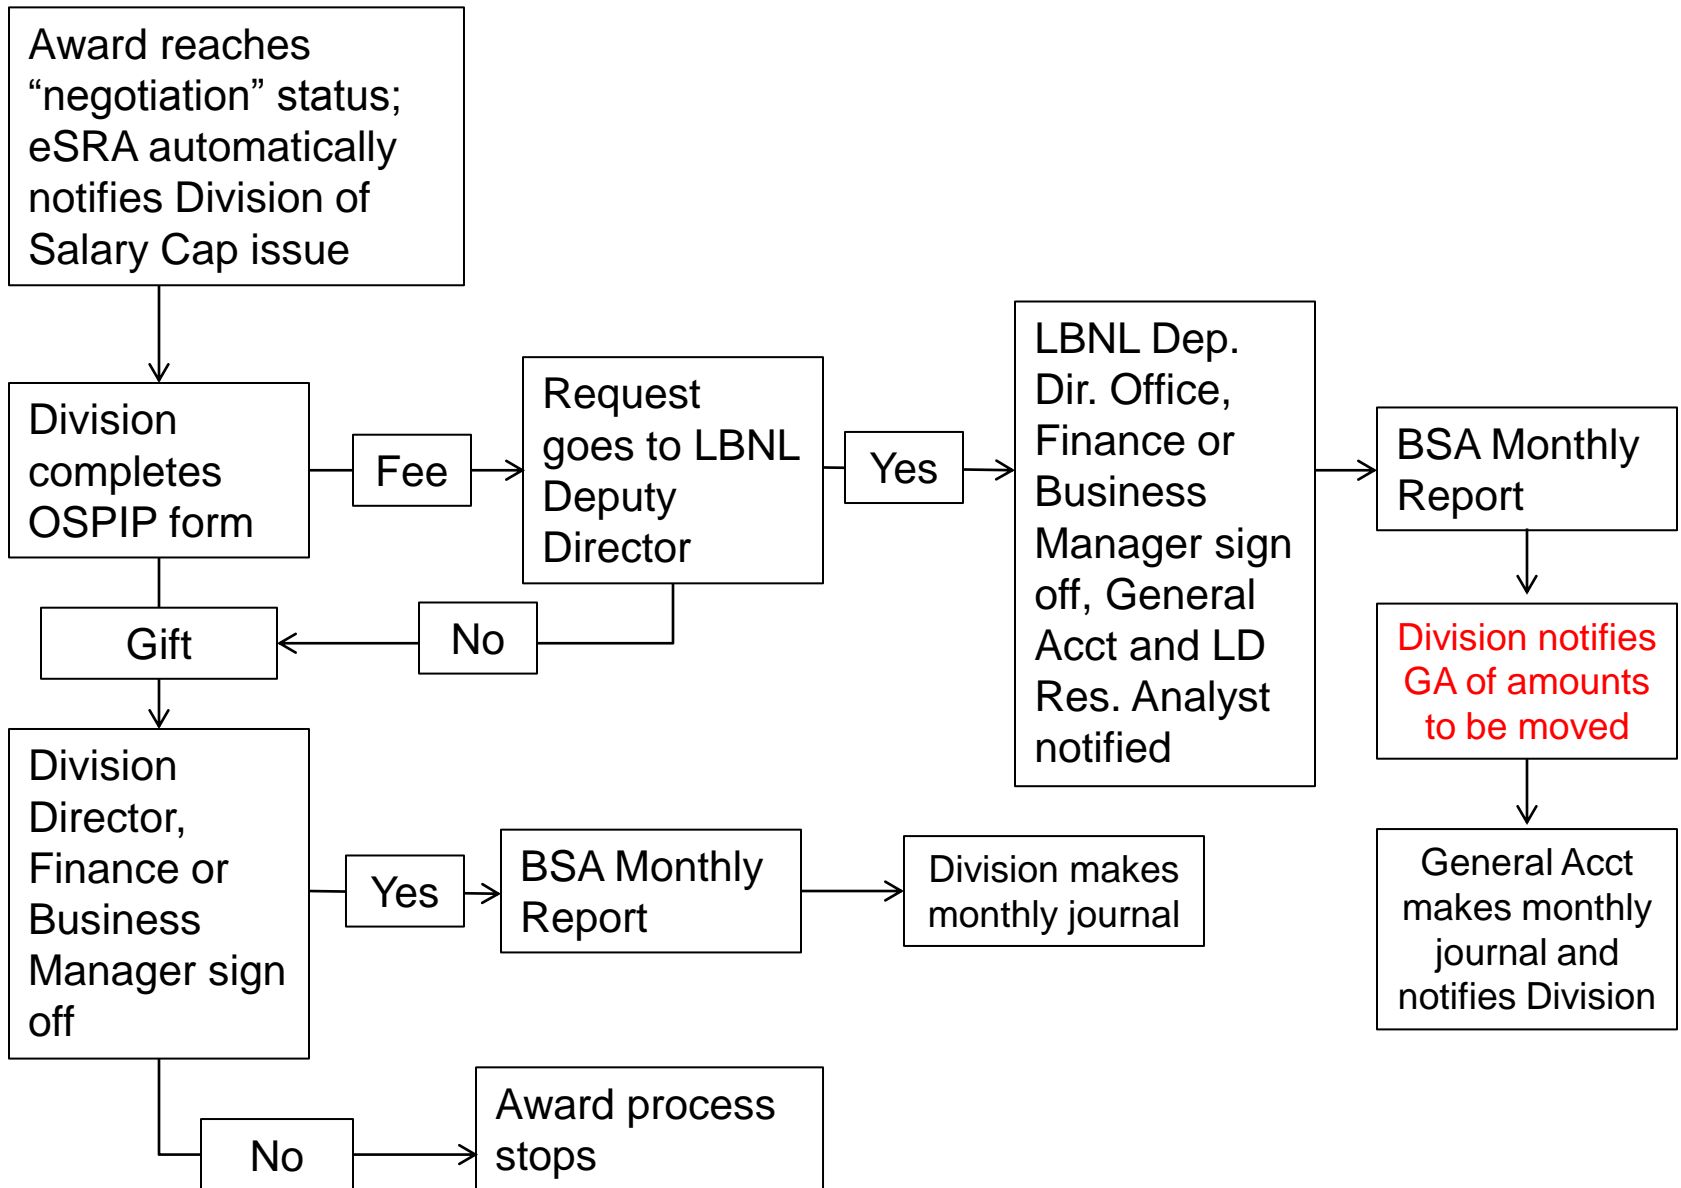 Award reaches
“negotiation” status;
eSRA automatically
notifies Division of
Salary Cap issue
Division
completes
OSPIP form
Fee
Request
goes to LBNL
Deputy
Director
Yes
LBNL Dep.
Dir. Office,
Finance or
Business
Manager sign
off, General
Acct and LD
Res. Analyst
notified
BSA Monthly
Report
Division notifies
GA of amounts
to be moved
General Acct
makes monthly
journal and
notifies Division
No
Gift
Division
Director,
Finance or
Business
Manager sign
off
Yes
BSA Monthly
Report
Division makes
monthly journal
No
Award process
stops